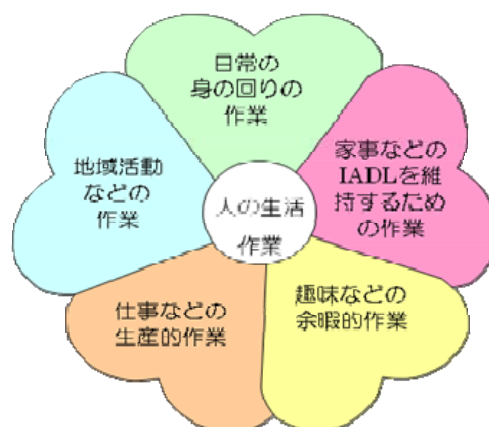 日常の
身の回りの
作業
家事などの
IADLを維
持するため
の作業
趣味などの
余暇的作業
仕事などの
生産的作業
地域活動
などの
作業
人の生活
作業